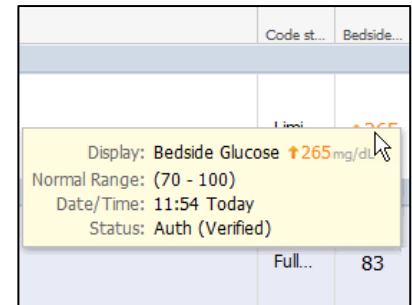 Code st... Bedside...
Display: Bedside Glucose ↑265 mg/dL
Normal Range: (70 - 100)
Date/Time: 11:54 Today
Status: Auth (Verified)
Full... 83